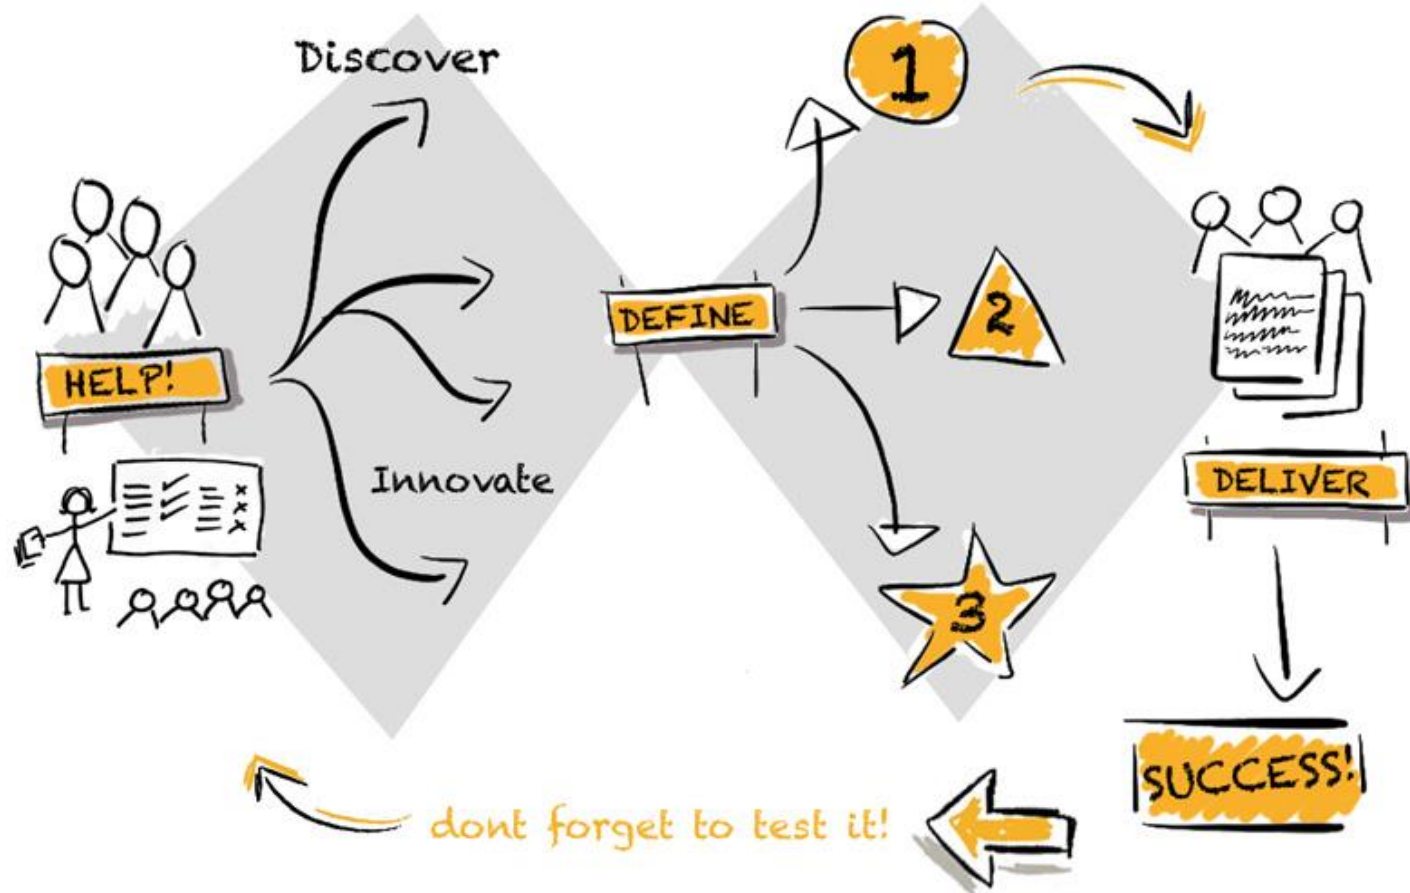 Discover
HELP!
Innovate
DEFINE
1
2
3
DELIVER
SUCCESS!
dont forget to test it!